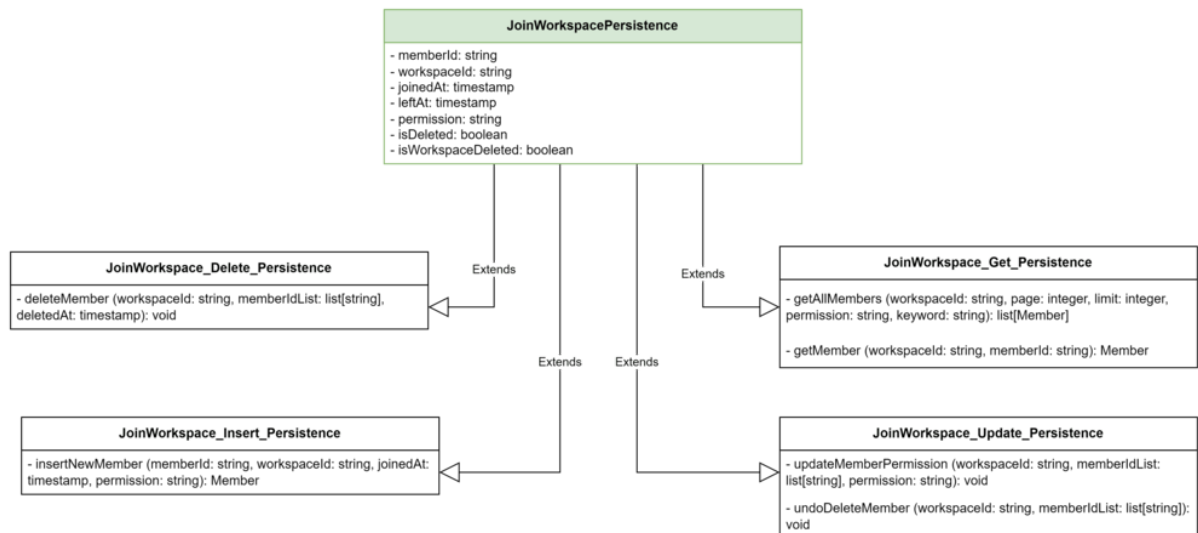 JoinWorkspacePersistence
- memberId: string
- workspaceId: string
- joinedAt: timestamp
- leftAt: timestamp
- permission: string
- isDeleted: boolean
- isWorkspaceDeleted: boolean
JoinWorkspace_Delete_Persistence
- deleteMember (workspaceId: string, memberIdList: list[string],
deletedAt: timestamp): void
Extends
Extends
JoinWorkspace_Get_Persistence
- getAllMembers (workspaceId: string, page: integer, limit: integer,
permission: string, keyword: string): list[Member]
- getMember (workspaceId: string, memberId: string): Member
Extends
Extends
JoinWorkspace_Insert_Persistence
- insertNewMember (memberId: string, workspaceId: string, joinedAt:
timestamp, permission: string): Member
JoinWorkspace_Update_Persistence
- updateMemberPermission (workspaceId: string, memberIdList:
list[string], permission: string): void
- undoDeleteMember (workspaceId: string, memberIdList: list[string]):
void